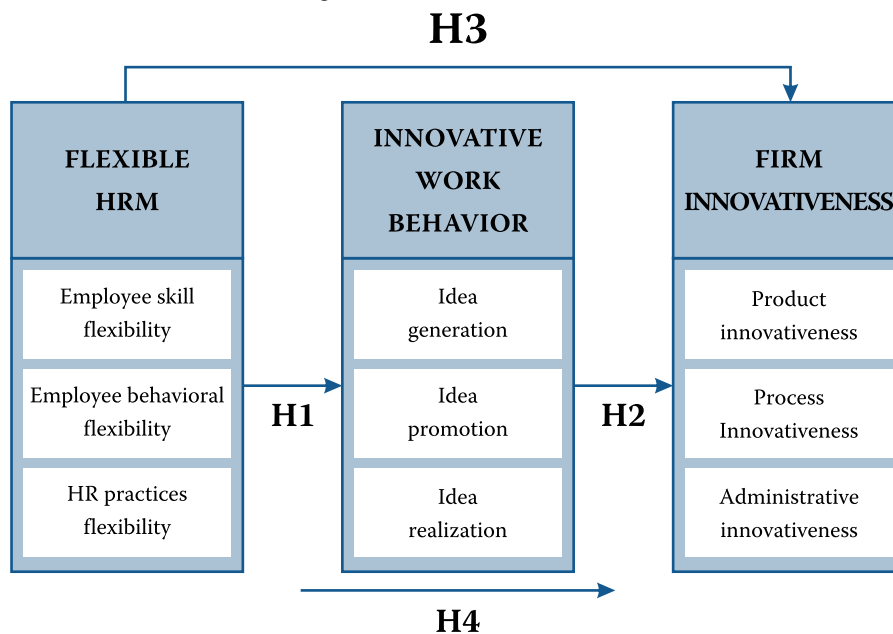 H3
FLEXIBLE
HRM
Employee skill
flexibility
Employee behavioral
flexibility
HR practices
flexibility
H1
INNOVATIVE
WORK
BEHAVIOR
Idea
generation
Idea
promotion
Idea
realization
H2
FIRM
INNOVATIVENESS
Product
innovativeness
Process
Innovativeness
Administrative
innovativeness
H4